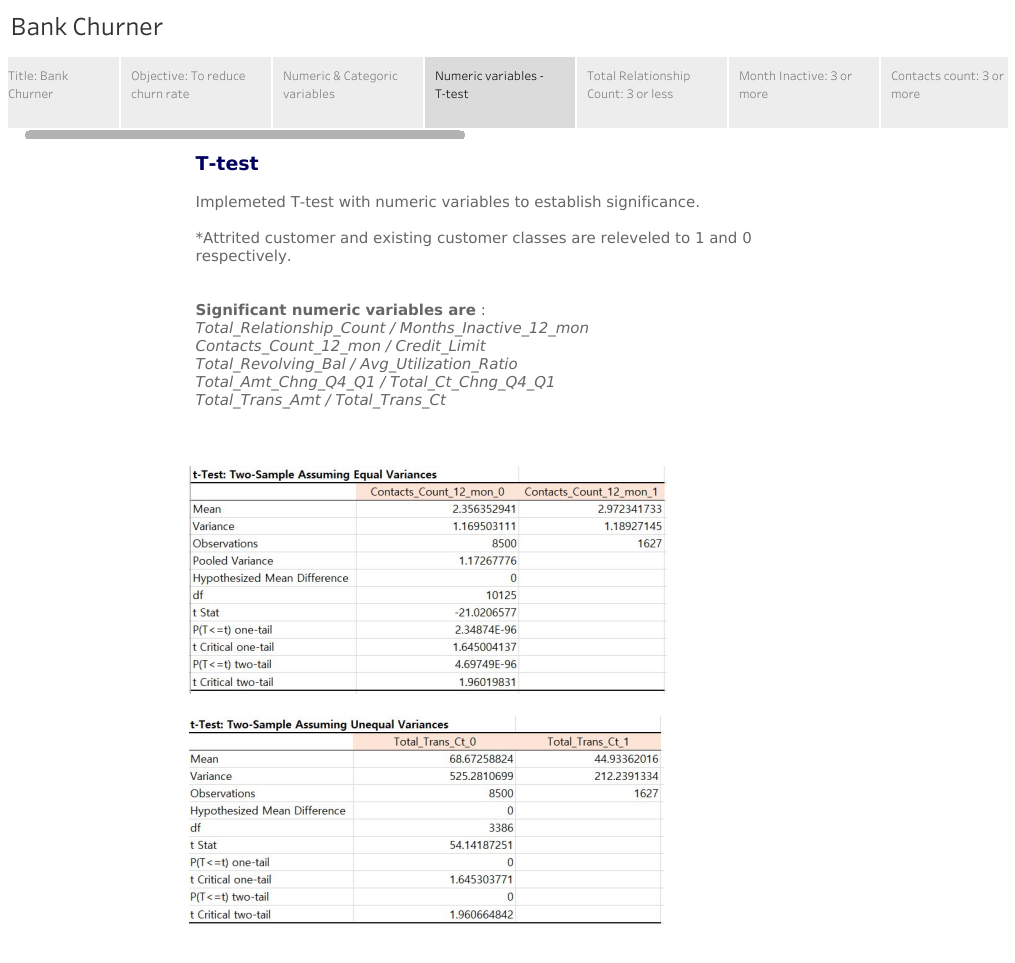 Bank Churner
Title: Bank
Churner
Objective: To reduce
churn rate
Numeric & Categoric
variables
Numeric variables -
T-test
Total Relationship
Count: 3 or less
Month Inactive: 3 or
more
Contacts count: 3 or
more
T-test
Implemeted T-test with numeric variables to establish significance.
*Attrited customer and existing customer classes are releveled to 1 and 0
respectively.
Significant numeric variables are :
Total_Relationship_Count / Months_Inactive_12_mon
Contacts_Count_12_mon / Credit_Limit
Total_Revolving_Bal / Avg_Utilization_Ratio
Total_Amt_Chng_Q4_Q1 / Total_Ct_Chng_Q4_Q1
Total_Trans_Amt / Total_Trans_Ct
t-Test: Two-Sample Assuming Equal Variances
Contacts_Count_12_mon_0 Contacts_Count_12_mon_1
Mean 2.356352941 2.972341733
Variance 1.169503111 1.18927145
Observations 8500 1627
Pooled Variance 1.17267776
Hypothesized Mean Difference 0
df 10125
t Stat -21.0206577
P(T<=t) one-tail 2.34874E-96
t Critical one-tail 1.645004137
P(T<=t) two-tail 4.69749E-96
t Critical two-tail 1.96019831
t-Test: Two-Sample Assuming Unequal Variances
Total_Trans_Ct_0 Total_Trans_Ct_1
Mean 68.67258824 44.93362016
Variance 525.2810699 212.2391334
Observations 8500 1627
Hypothesized Mean Difference 0
df 3386
t Stat 54.14187251
P(T<=t) one-tail 0
t Critical one-tail 1.645303771
P(T<=t) two-tail 0
t Critical two-tail 1.960664842